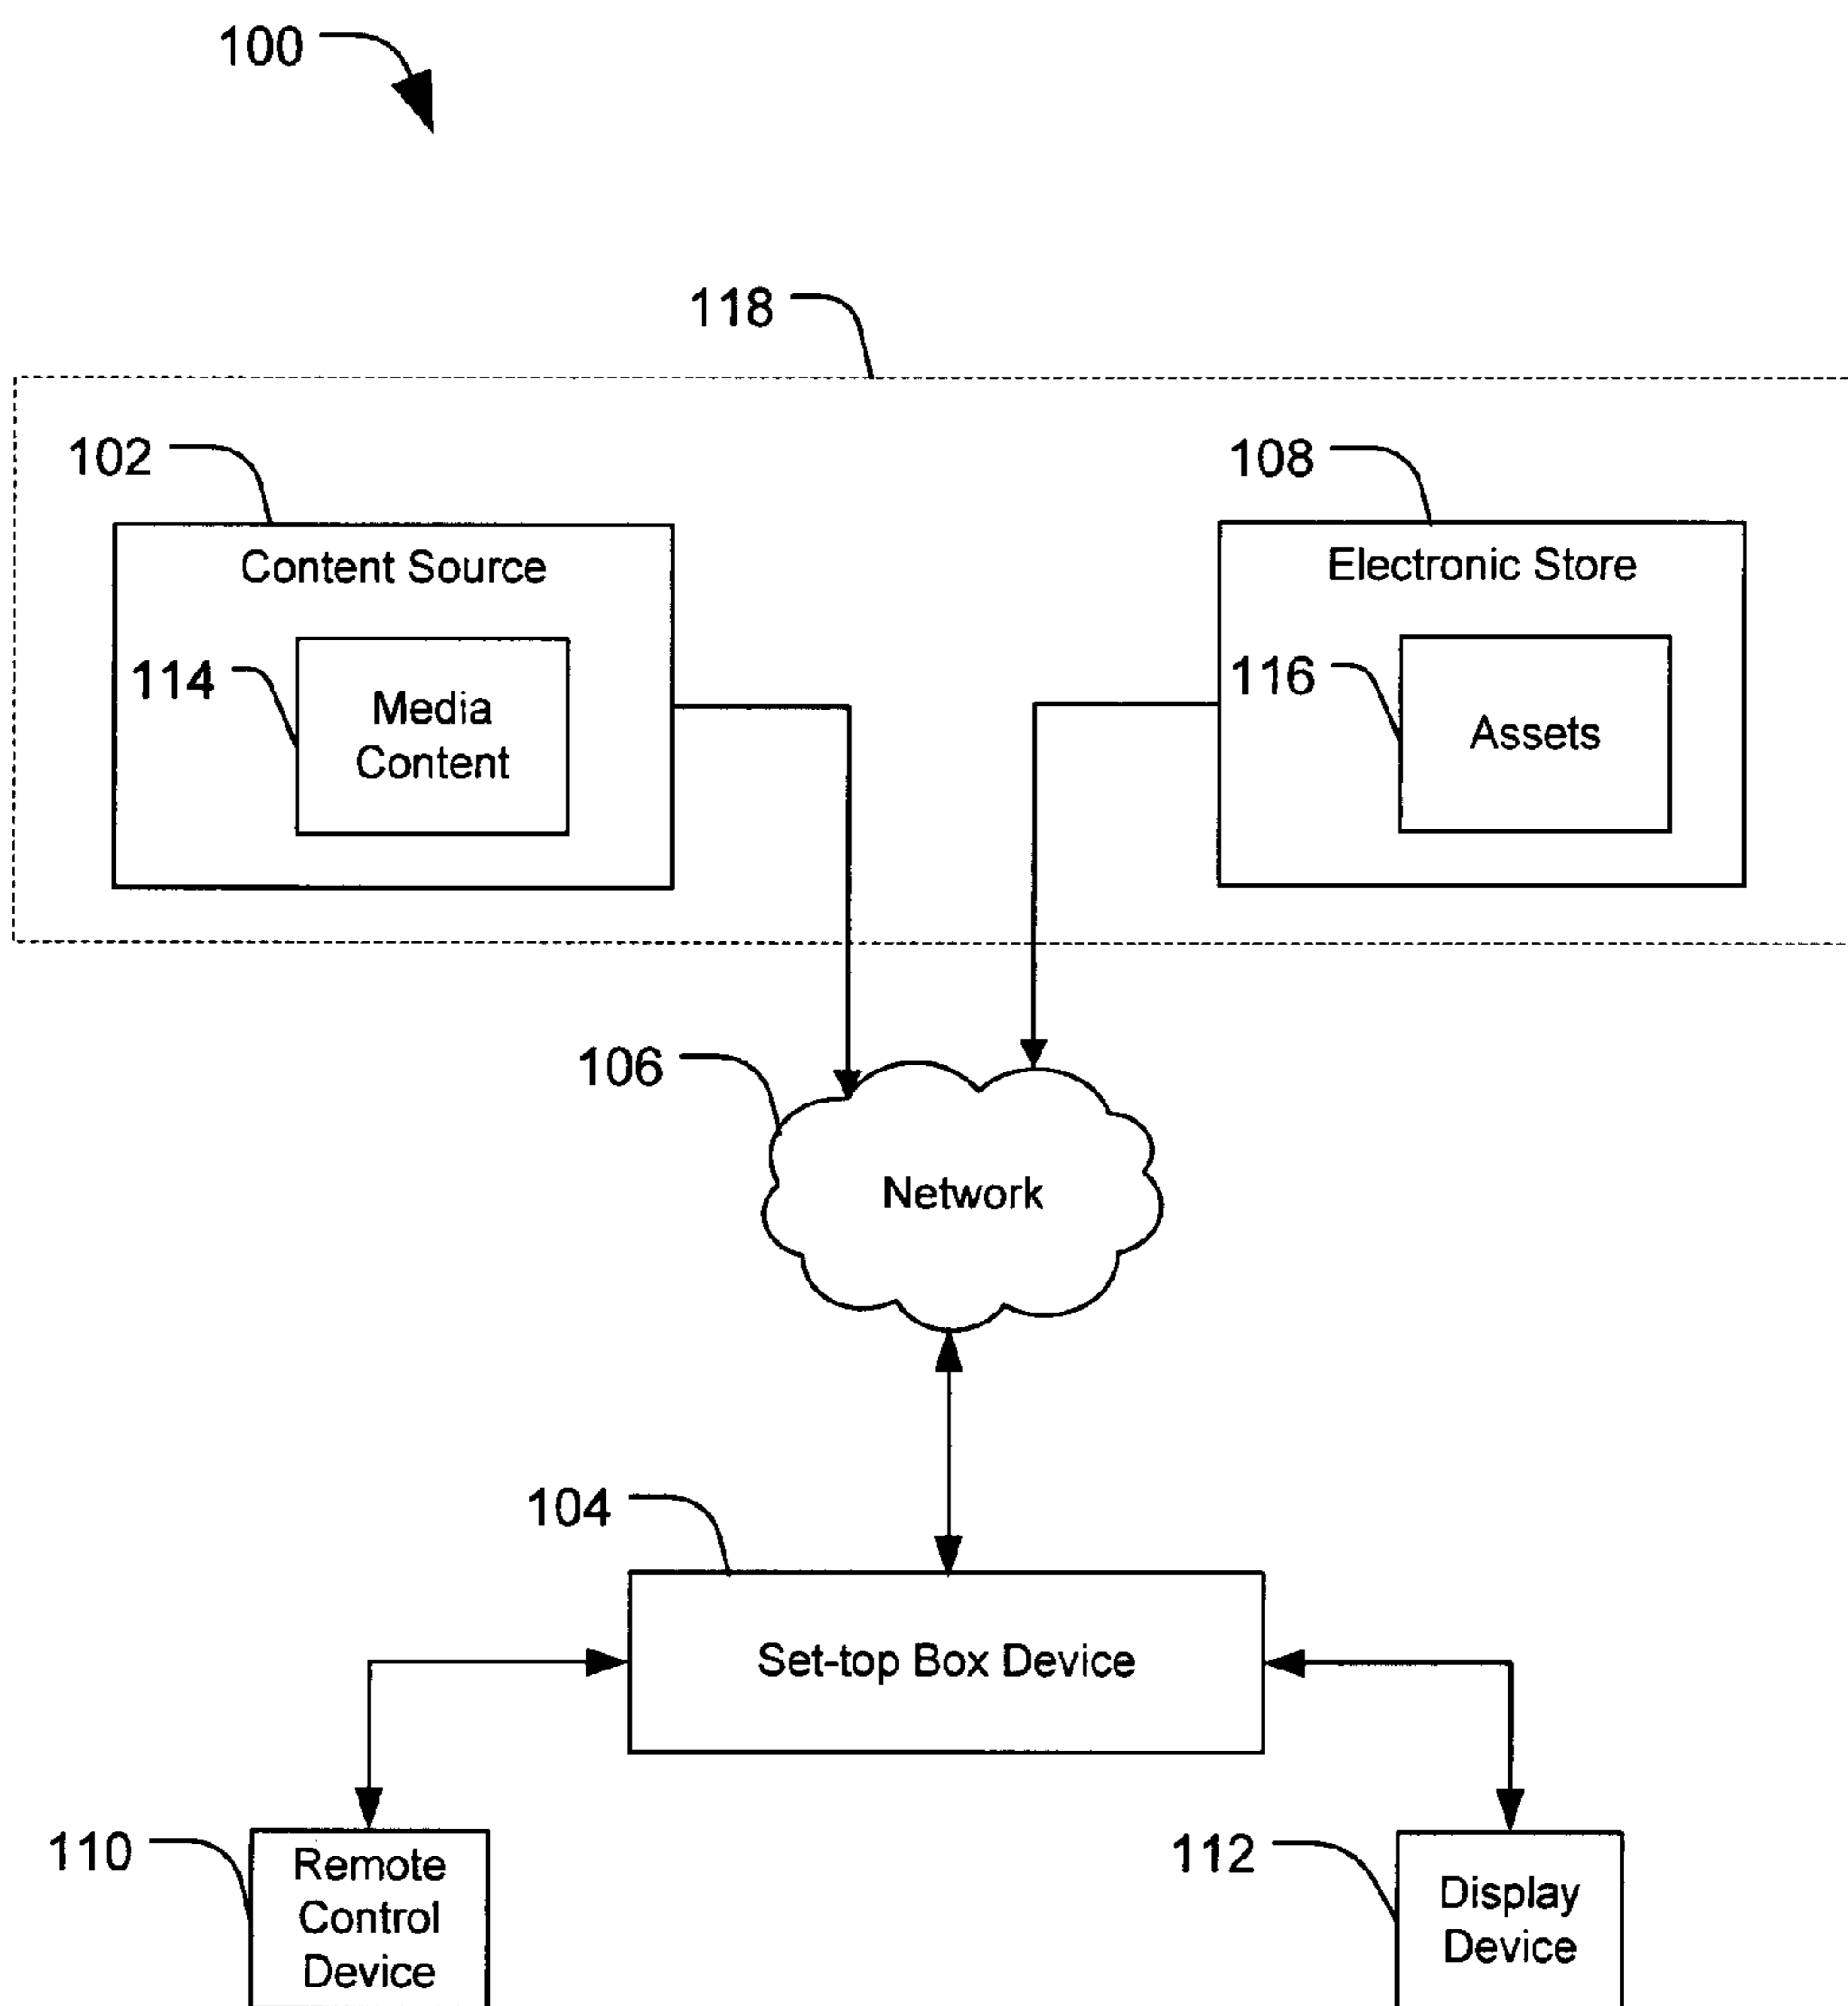 100
118
102
108
Content Source
Electronic Store
114
Media
Content
116
Assets
106
Network
104
Set-top Box Device
110
Remote
Control
Device
112
Display
Device